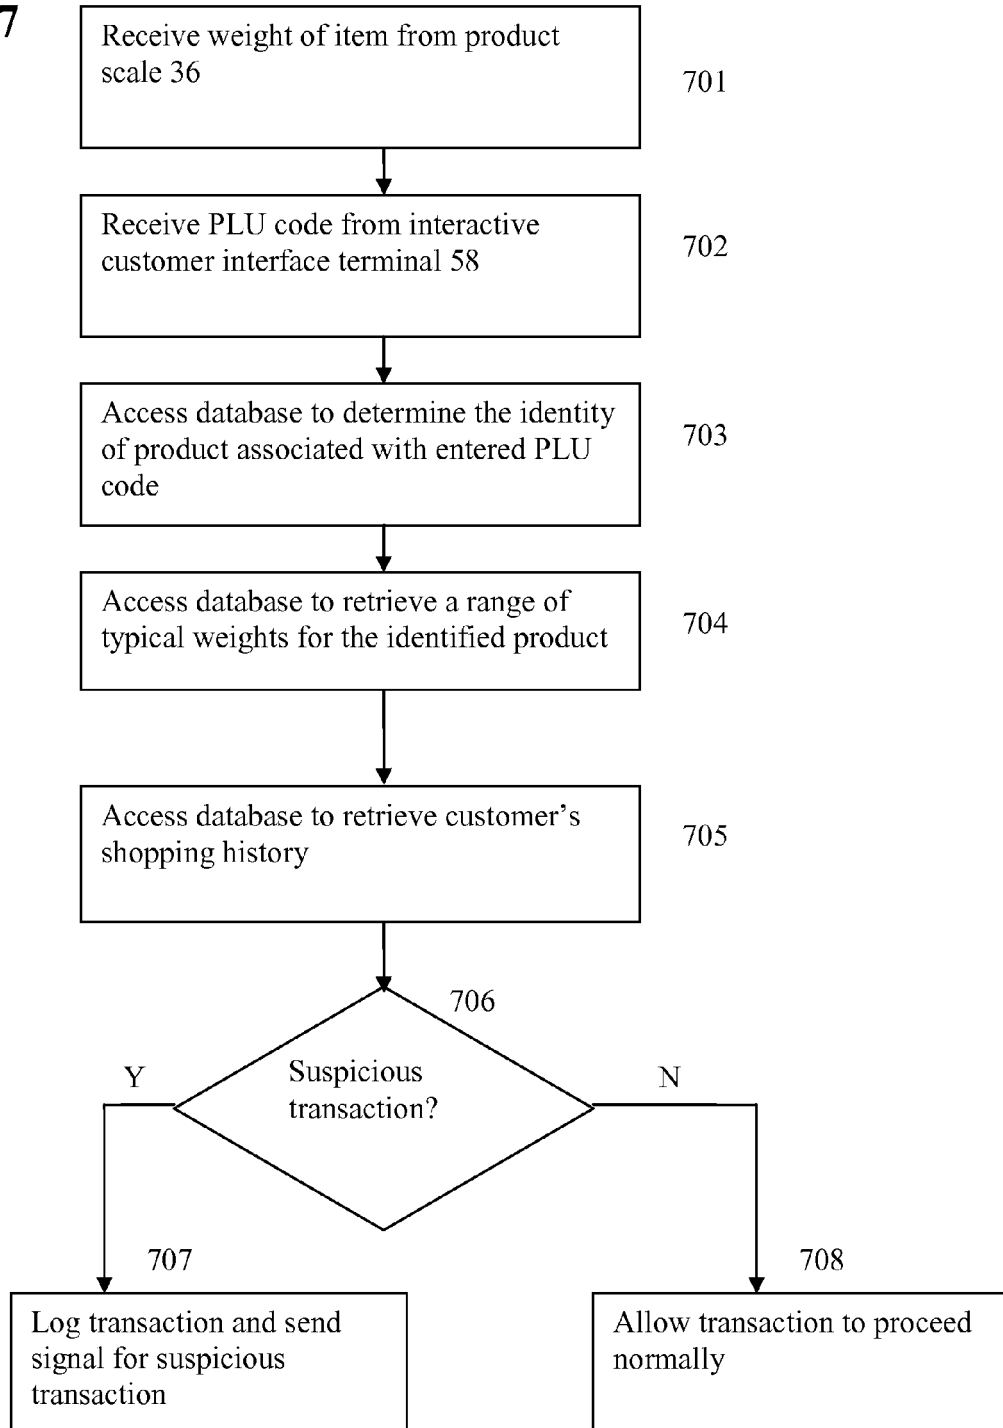 7
Receive weight of item from product
scale 36
701
Receive PLU code from interactive
customer interface terminal 58
702
Access database to determine the identity
of product associated with entered PLU
code
703
Access database to retrieve a range of
typical weights for the identified product
704
Access database to retrieve customer’s
shopping history
705
706
Suspicious
transaction?
Y
N
707
Log transaction and send
signal for suspicious
transaction
708
Allow transaction to proceed
normally